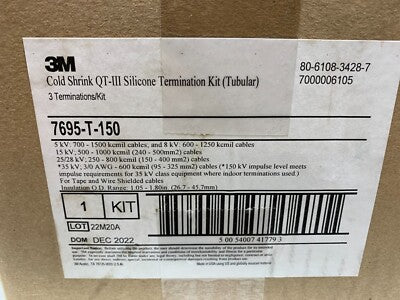 3M
80-6108-3428-7
Cold Shrink QT-III Silicone Termination Kit (Tubular)
7000006105
3 Terminations/Kit
7695-T-150
5 kV: 700 - 1500 kcmil cables, and 8 kV: 600 - 1250 kcmil cables
15 kV: 500 - 1000 kcmil (240 - 500mm2) cables
25/28 kV: 250 - 800 kcmil (150 - 400 mm2) cables
*35 kV: 3/0 AWG - 600 kcmil (95 - 325 mm2) cables (*150 kV impulse level meets
impulse requirements for 35 kV class equipment where indoor terminations used.)
For Tape and Wire Shielded cables
Insulation O.D. Range: 1.05 - 1.80in. (26.7 - 45.7mm)
1 KIT
LOT 22M20A
DOM DEC 2022
5 00 54007 41779 3